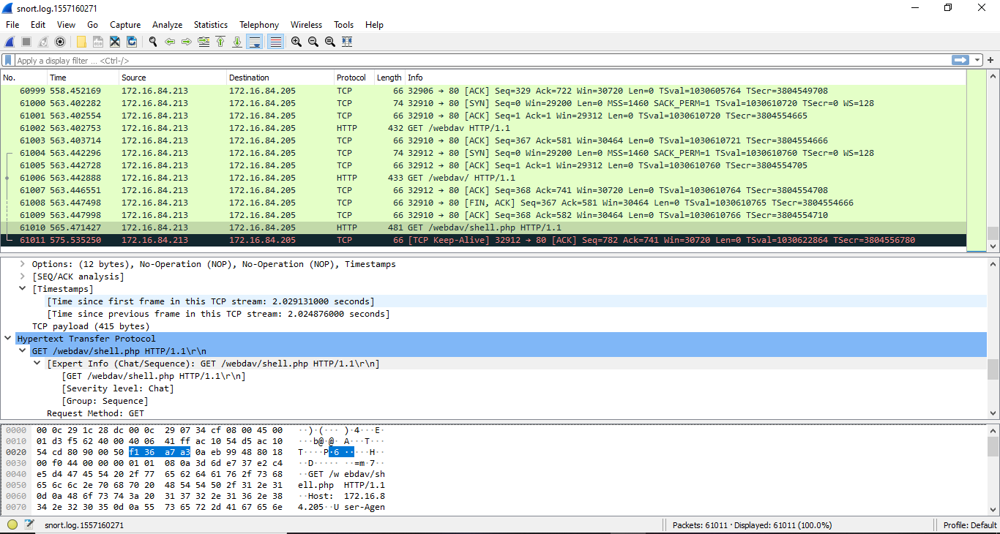 snort.log.1557160271
File Edit View Go Capture Analyze Statistics Telephony Wireless Tools Help
Apply a display filter ... <Ctrl-/>
No. Time Source Destination Protocol Length Info
60999 558.452169 172.16.84.213 172.16.84.205 TCP 66 32906 → 80 [ACK] Seq=329 Ack=722 Win=30720 Len=0 TSval=1030605764 TSecr=3804549708
61000 563.402282 172.16.84.213 172.16.84.205 TCP 74 32910 → 80 [SYN] Seq=0 Win=29200 Len=0 MSS=1460 SACK_PERM=1 TSval=1030610720 TSecr=0 WS=128
61001 563.402554 172.16.84.213 172.16.84.205 TCP 66 32910 → 80 [ACK] Seq=1 Ack=1 Win=29312 Len=0 TSval=1030610720 TSecr=3804554665
61002 563.402753 172.16.84.213 172.16.84.205 HTTP 432 GET /webdav HTTP/1.1
61003 563.403714 172.16.84.213 172.16.84.205 TCP 66 32910 → 80 [ACK] Seq=367 Ack=581 Win=30464 Len=0 TSval=1030610721 TSecr=3804554666
61004 563.442296 172.16.84.213 172.16.84.205 TCP 74 32912 → 80 [SYN] Seq=0 Win=29200 Len=0 MSS=1460 SACK_PERM=1 TSval=1030610760 TSecr=0 WS=128
61005 563.442728 172.16.84.213 172.16.84.205 TCP 66 32912 → 80 [ACK] Seq=1 Ack=1 Win=29312 Len=0 TSval=1030610760 TSecr=3804554705
61006 563.442888 172.16.84.213 172.16.84.205 HTTP 433 GET /webdav/ HTTP/1.1
61007 563.446551 172.16.84.213 172.16.84.205 TCP 66 32912 → 80 [ACK] Seq=368 Ack=741 Win=30720 Len=0 TSval=1030610764 TSecr=3804554708
61008 563.447498 172.16.84.213 172.16.84.205 TCP 66 32910 → 80 [FIN, ACK] Seq=367 Ack=581 Win=30464 Len=0 TSval=1030610765 TSecr=3804554666
61009 563.447998 172.16.84.213 172.16.84.205 TCP 66 32910 → 80 [ACK] Seq=368 Ack=582 Win=30464 Len=0 TSval=1030610766 TSecr=3804554710
61010 565.471427 172.16.84.213 172.16.84.205 HTTP 481 GET /webdav/shell.php HTTP/1.1
61011 575.535250 172.16.84.213 172.16.84.205 TCP 66 [TCP Keep-Alive] 32912 → 80 [ACK] Seq=782 Ack=741 Win=30720 Len=0 TSval=1030622864 TSecr=3804556780
Options: (12 bytes), No-Operation (NOP), No-Operation (NOP), Timestamps
[SEQ/ACK analysis]
[Timestamps]
[Time since first frame in this TCP stream: 2.029131000 seconds]
[Time since previous frame in this TCP stream: 2.024876000 seconds]
TCP payload (415 bytes)
Hypertext Transfer Protocol
GET /webdav/shell.php HTTP/1.1\r\n
[Expert Info (Chat/Sequence): GET /webdav/shell.php HTTP/1.1\r\n]
[GET /webdav/shell.php HTTP/1.1\r\n]
[Severity level: Chat]
[Group: Sequence]
Request Method: GET
0000 00 0c 29 1c 28 dc 00 0c 29 07 34 cf 08 00 45 00 ··)·(··· )·4···E·
0010 01 d3 f5 62 40 00 40 06 41 ff ac 10 54 d5 ac 10 ···b@·@· A···T···
0020 54 cd 80 90 00 50 f1 36 a7 a3 0a eb 99 48 80 18 T····P·6 ·····H··
0030 00 f0 44 00 00 00 01 01 08 0a 3d 6d e7 37 e2 c4 ··D····· ··=m·7··
0040 e5 d4 47 45 54 20 2f 77 65 62 64 61 76 2f 73 68 ··GET /w ebdav/sh
0050 65 6c 6c 2e 70 68 70 20 48 54 54 50 2f 31 2e 31 ell.php HTTP/1.1
0060 0d 0a 48 6f 73 74 3a 20 31 37 32 2e 31 36 2e 38 ··Host: 172.16.8
0070 34 2e 32 30 35 0d 0a 55 73 65 72 2d 41 67 65 6e 4.205··U ser-Agen
snort.log.1557160271 Packets: 61011 · Displayed: 61011 (100.0%) Profile: Default